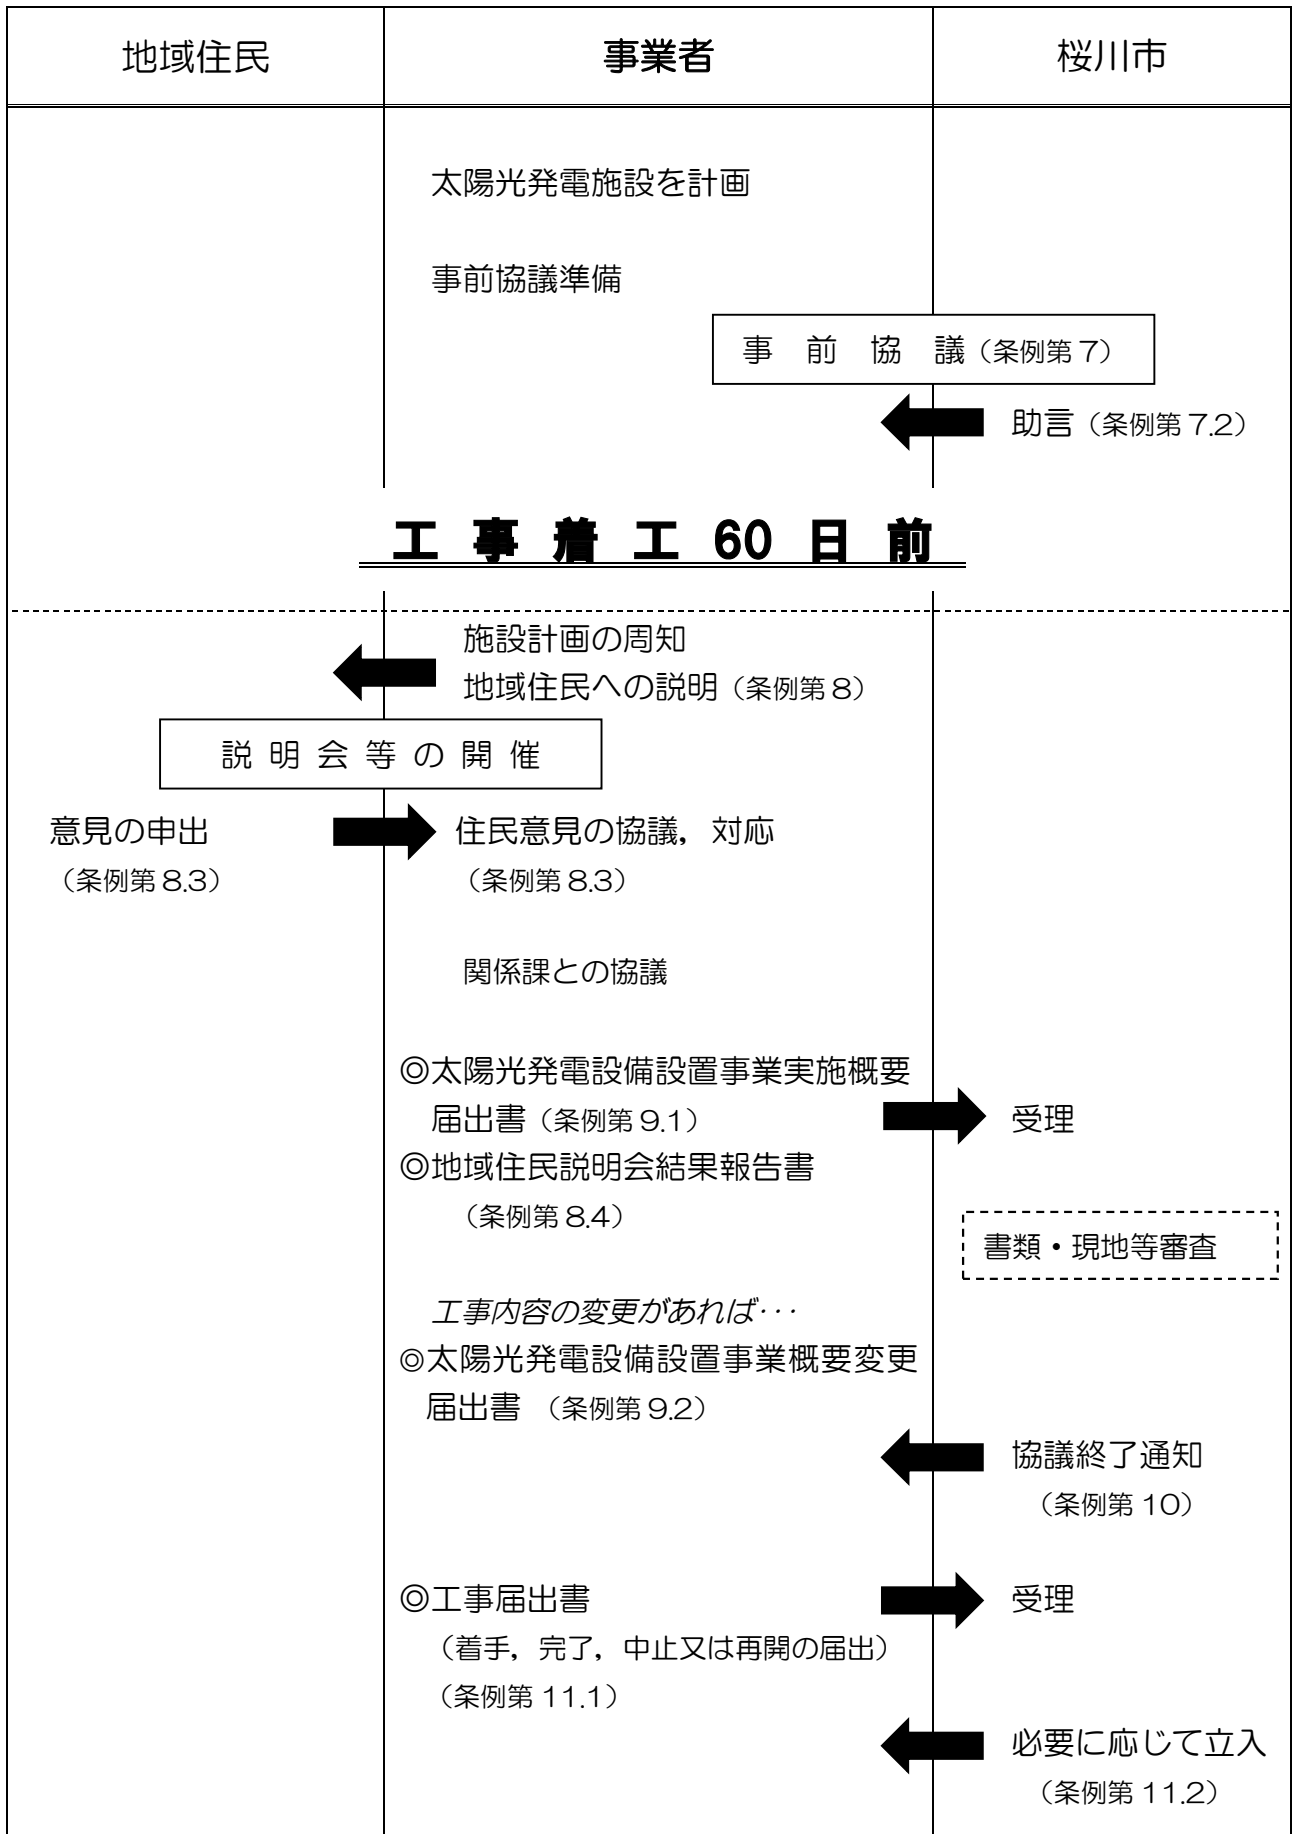 地域住民
事業者
桜川市
太陽光発電施設を計画
事前協議準備
事 前 協 議（条例第７）
助言（条例第 7.2）
工 事 着 工 60 日 前
施設計画の周知
地域住民への説明（条例第８）
説 明 会 等 の 開 催
意見の申出
（条例第 8.3）
住民意見の協議，対応
（条例第 8.3）
関係課との協議
◎太陽光発電設備設置事業実施概要
届出書（条例第 9.1）
受理
◎地域住民説明会結果報告書
（条例第 8.4）
書類・現地等審査
工事内容の変更があれば･･･
◎太陽光発電設備設置事業概要変更
届出書 （条例第 9.2）
協議終了通知
（条例第 10）
◎工事届出書
受理
（着手，完了，中止又は再開の届出）
（条例第 11.1）
必要に応じて立入
（条例第 11.2）